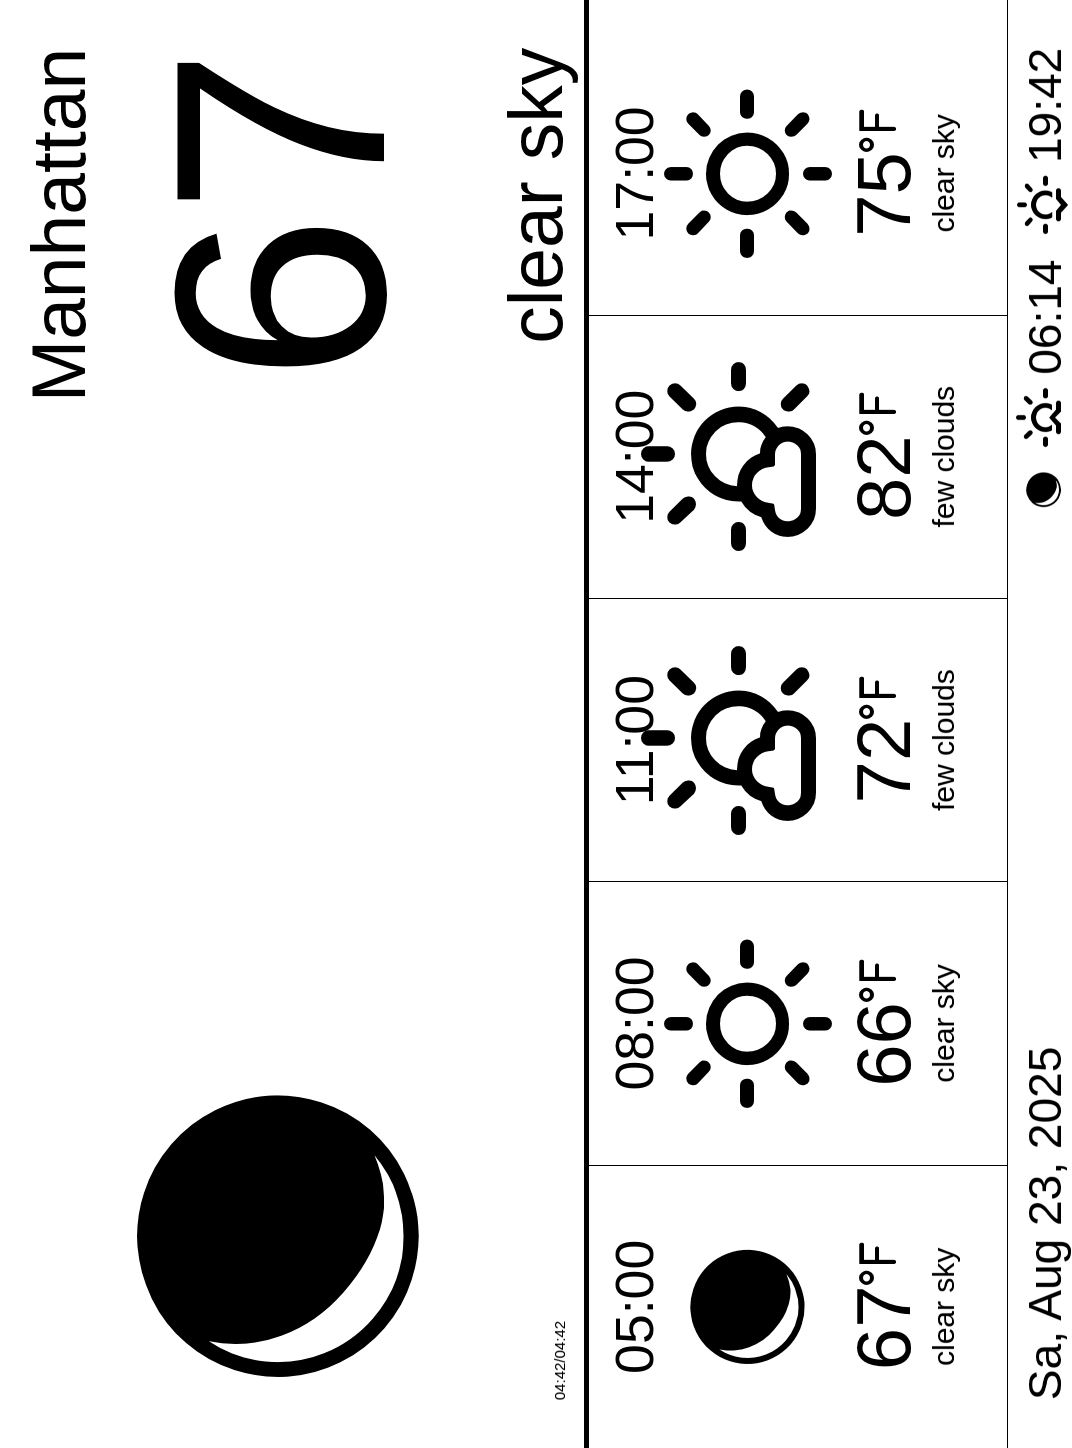 Manhattan
67
clear sky
04:42/04:42
05:00
67°F
clear sky
08:00
66°F
clear sky
11:00
72°F
few clouds
14:00
82°F
few clouds
17:00
75°F
clear sky
Sa, Aug 23, 2025 06:14 19:42